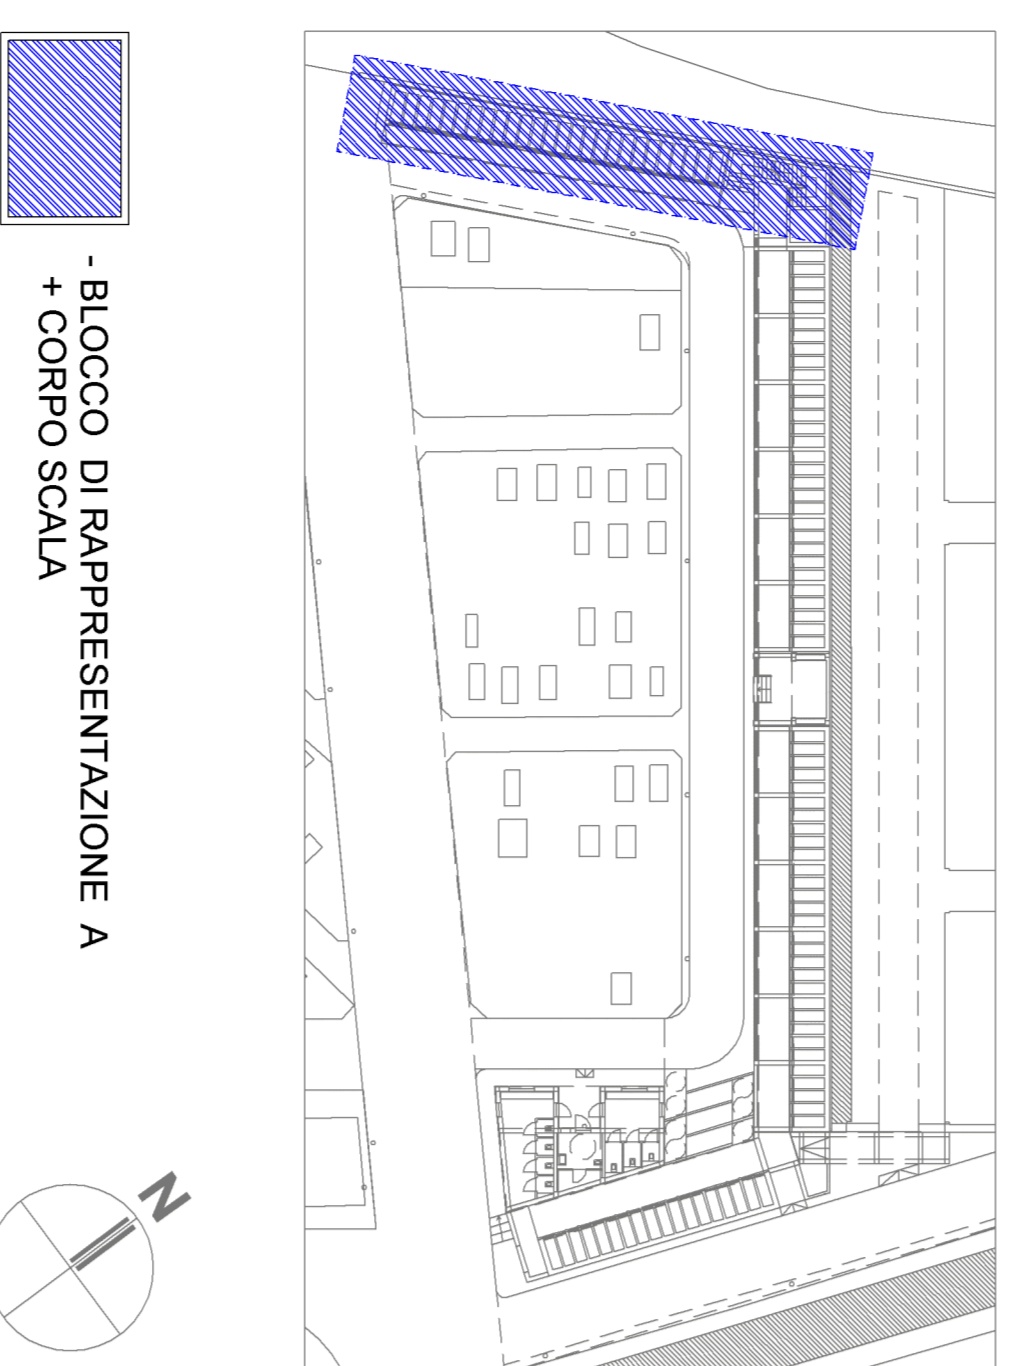 - BLOCCO DI RAPPRESENTAZIONE A
+ CORPO SCALA
N